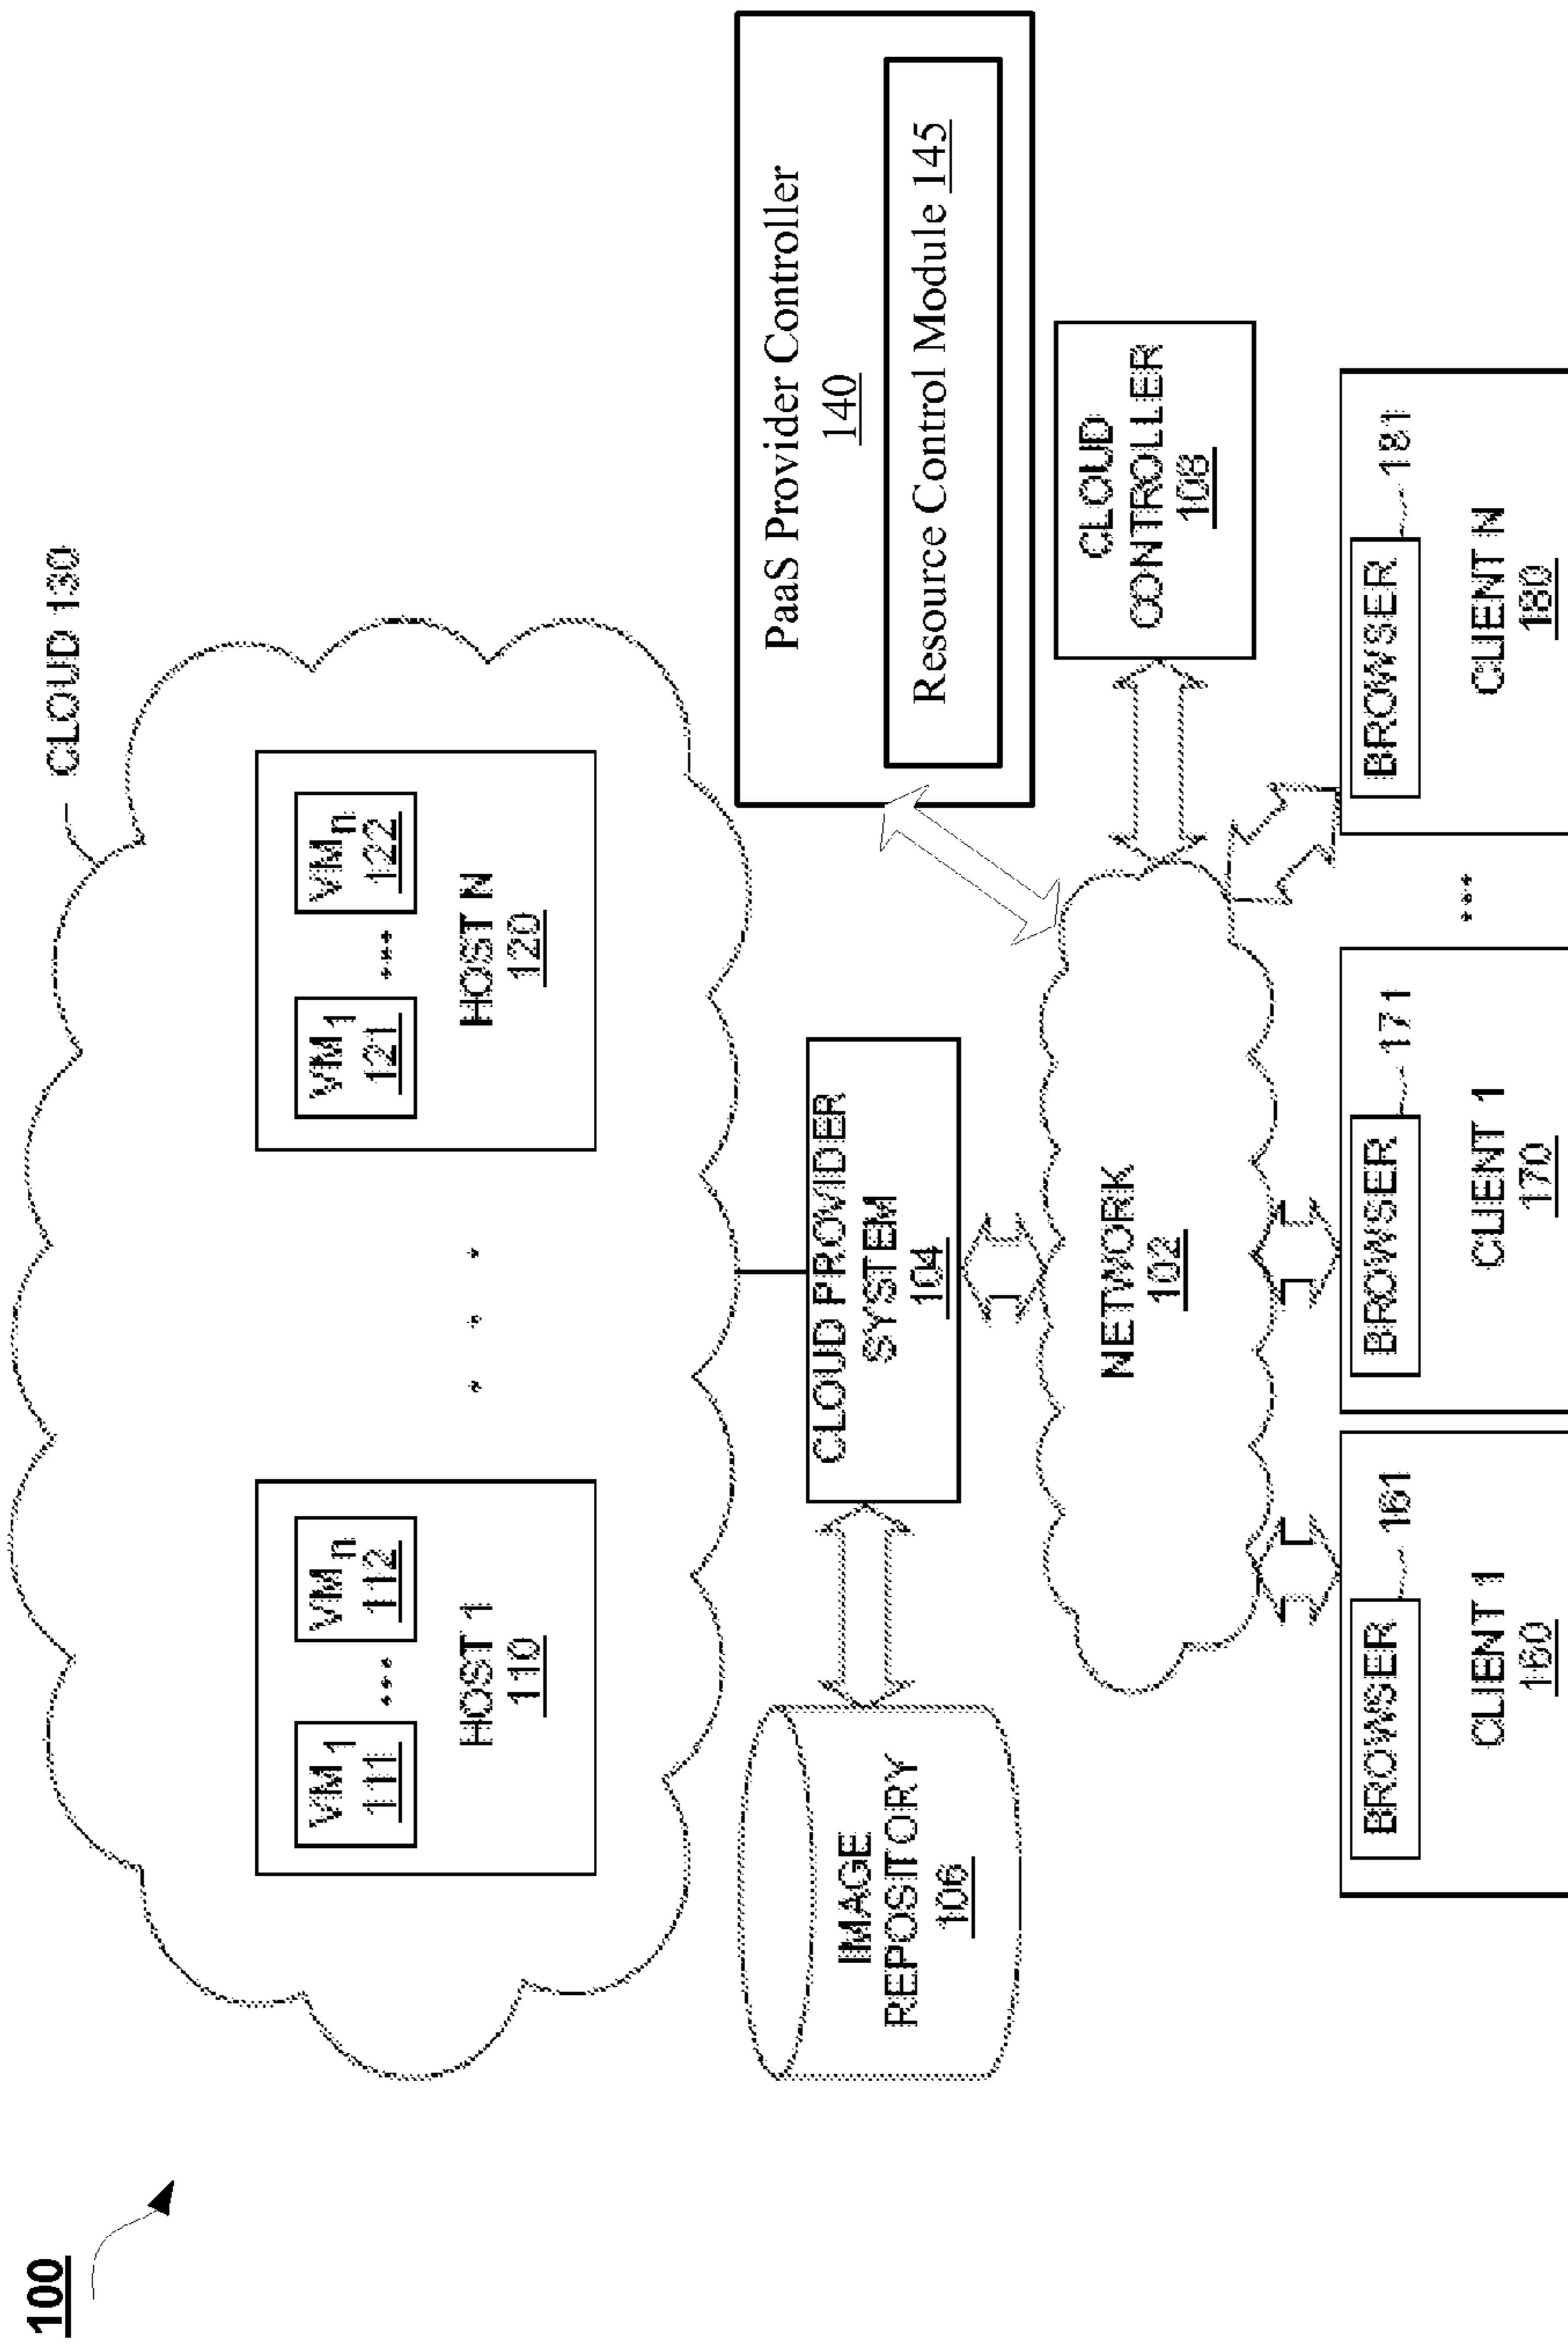 100
CLOUD 130
VM1
111
...
VMn
112
HOST 1
110
. . .
VM1
121
...
VMn
122
HOST N
120
IMAGE
REPOSITORY
106
CLOUD PROVIDER
SYSTEM
104
PaaS Provider Controller
140
Resource Control Module 145
NETWORK
102
CLOUD
CONTROLLER
108
BROWSER
161
CLIENT 1
160
BROWSER
171
CLIENT 1
170
...
BROWSER
181
CLIENT N
180